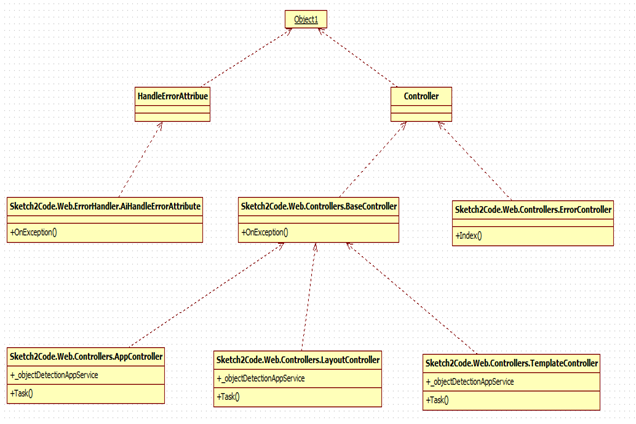 Object1
HandleErrorAttribue
Controller
Sketch2Code.Web.ErrorHandler.AiHandleErrorAttribute
+OnException()
Sketch2Code.Web.Controllers.BaseController
+OnException()
Sketch2Code.Web.Controllers.ErrorController
+Index()
Sketch2Code.Web.Controllers.AppController
+_objectDetectionAppService
+Task()
Sketch2Code.Web.Controllers.LayoutController
+_objectDetectionAppService
+Task()
Sketch2Code.Web.Controllers.TemplateController
+_objectDetectionAppService
+Task()